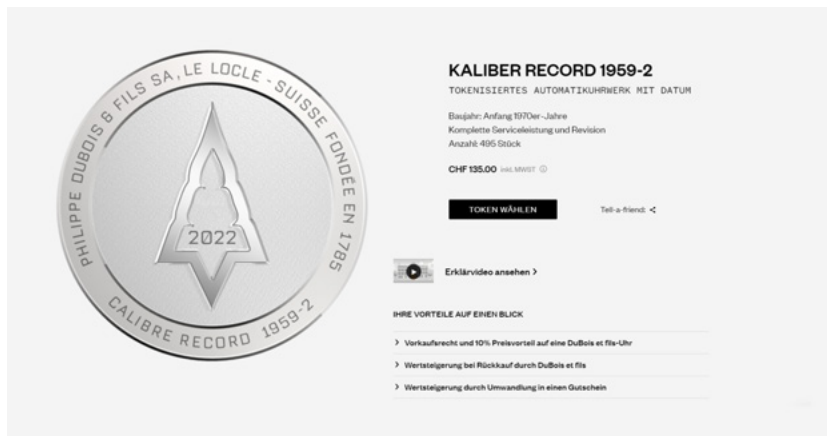 PHILIPPE DUBOIS & FILS SA, LE LOCLE - SUISSE FONDÉE EN 1785
2022
CALIBRE RECORD 1959-2
KALIBER RECORD 1959-2
TOKENISIERTES AUTOMATIKUHRWERK MIT DATUM
Baujahr: Anfang 1970er-Jahre
Komplette Serviceleistung und Revision
Anzahl: 495 Stück
CHF 135.00 inkl. MWST
TOKEN WÄHLEN
Tell-a-friend:
Erklärvideo ansehen
IHRE VORTEILE AUF EINEN BLICK
Vorkaufsrecht und 10% Preisvorteil auf eine DuBois et fils-Uhr
Wertsteigerung bei Rückkauf durch DuBois et fils
Wertsteigerung durch Umwandlung in einen Gutschein